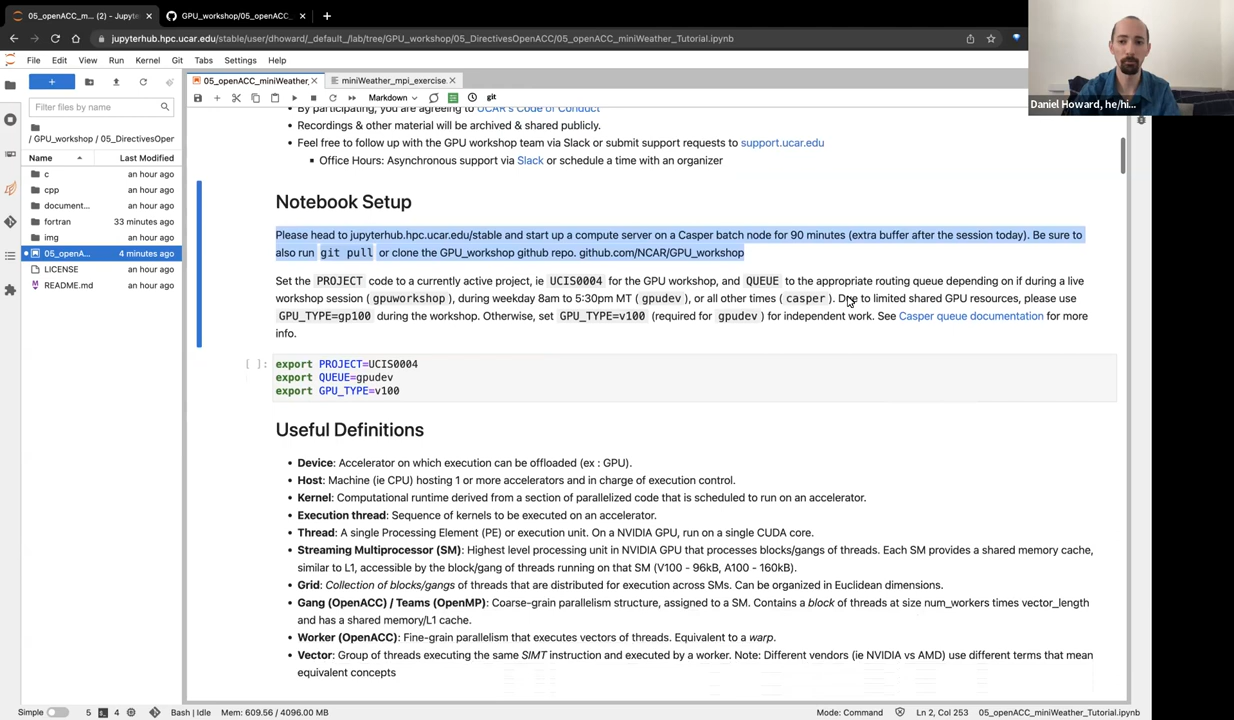 05_openACC_m... (2) - Jupyter
GPU_workshop/05_openACC_
jupyterhub.hpc.ucar.edu/stable/user/dhoward/_default_/lab/tree/GPU_workshop/05_DirectivesOpenACC/05_openACC_miniWeather_Tutorial.ipynb
Daniel Howard, he/hi...
File Edit View Run Kernel Git Tabs Settings Help
05_openACC_miniWeather_
miniWeather_mpi_exercise.
Markdown
git
Filter files by name
/ GPU_workshop / 05_DirectivesOper
Name Last Modified
c an hour ago
cpp an hour ago
document... an hour ago
fortran 33 minutes ago
img an hour ago
05_openA... 4 minutes ago
LICENSE an hour ago
README.md an hour ago
By participating, you are agreeing to UCAR's Code of Conduct
Recordings & other material will be archived & shared publicly.
Feel free to follow up with the GPU workshop team via Slack or submit support requests to support.ucar.edu
Office Hours: Asynchronous support via Slack or schedule a time with an organizer
Notebook Setup
Please head to jupyterhub.hpc.ucar.edu/stable and start up a compute server on a Casper batch node for 90 minutes (extra buffer after the session today). Be sure to
also run git pull or clone the GPU_workshop github repo. github.com/NCAR/GPU_workshop
Set the PROJECT code to a currently active project, ie UCIS0004 for the GPU workshop, and QUEUE to the appropriate routing queue depending on if during a live
workshop session ( gpuworkshop ), during weekday 8am to 5:30pm MT ( gpudev ), or all other times ( casper ). Due to limited shared GPU resources, please use
GPU_TYPE=gp100 during the workshop. Otherwise, set GPU_TYPE=v100 (required for gpudev ) for independent work. See Casper queue documentation for more
info.
[ ]: export PROJECT=UCIS0004
export QUEUE=gpudev
export GPU_TYPE=v100
Useful Definitions
Device: Accelerator on which execution can be offloaded (ex : GPU).
Host: Machine (ie CPU) hosting 1 or more accelerators and in charge of execution control.
Kernel: Computational runtime derived from a section of parallelized code that is scheduled to run on an accelerator.
Execution thread: Sequence of kernels to be executed on an accelerator.
Thread: A single Processing Element (PE) or execution unit. On a NVIDIA GPU, run on a single CUDA core.
Streaming Multiprocessor (SM): Highest level processing unit in NVIDIA GPU that processes blocks/gangs of threads. Each SM provides a shared memory cache,
similar to L1, accessible by the block/gang of threads running on that SM (V100 - 96kB, A100 - 160kB).
Grid: Collection of blocks/gangs of threads that are distributed for execution across SMs. Can be organized in Euclidean dimensions.
Gang (OpenACC) / Teams (OpenMP): Coarse-grain parallelism structure, assigned to a SM. Contains a block of threads at size num_workers times vector_length
and has a shared memory/L1 cache.
Worker (OpenACC): Fine-grain parallelism that executes vectors of threads. Equivalent to a warp.
Vector: Group of threads executing the same SIMT instruction and executed by a worker. Note: Different vendors (ie NVIDIA vs AMD) use different terms that mean
equivalent concepts
Simple 5 4 Bash | Idle Mem: 609.56 / 4096.00 MB Mode: Command Ln 2, Col 253 05_openACC_miniWeather_Tutorial.ipynb